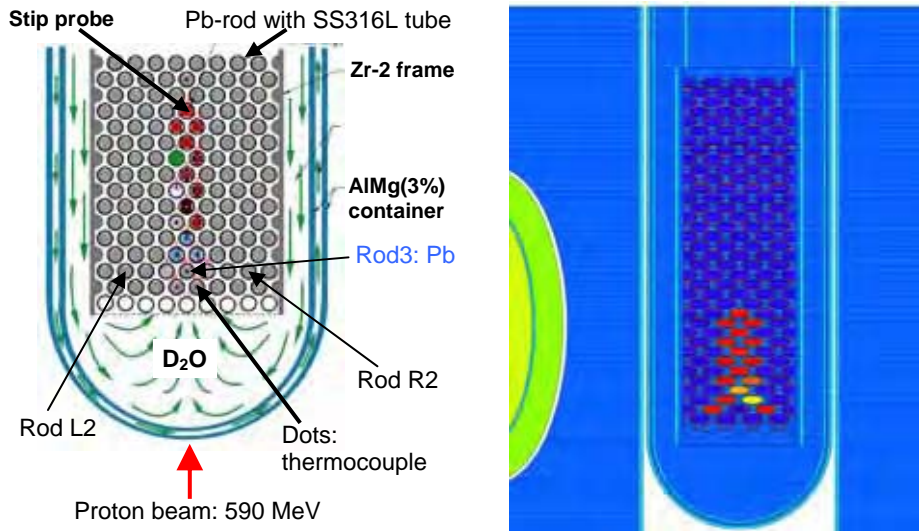 Stip probe
Pb-rod with SS316L tube
Zr-2 frame
AlMg(3%)
container
Rod3: Pb
D₂O
Rod R2
Rod L2
Dots:
thermocouple
Proton beam: 590 MeV